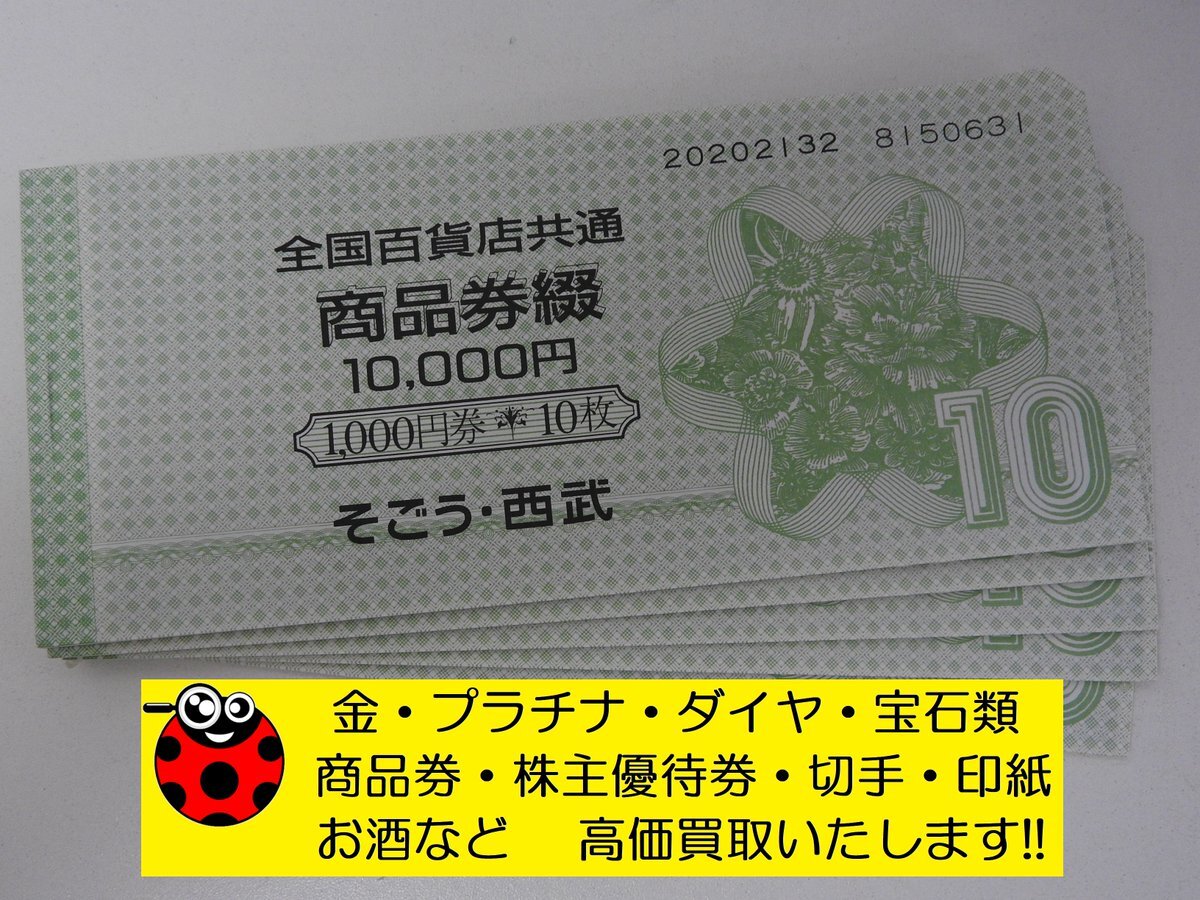 20202132 8150631
全国百貨店共通
商品券綴
10,000円
1,000円券 10枚
そごう・西武
10
金・プラチナ・ダイヤ・宝石類
商品券・株主優待券・切手・印紙
お酒など 高価買取いたします!!